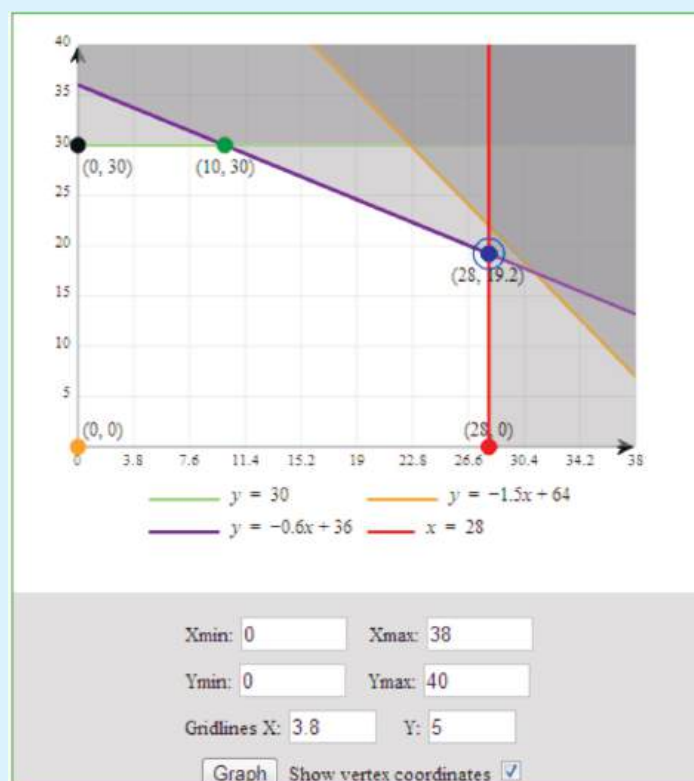 40
35
30
(0, 30) (10, 30)
25
20
(28, 19.2)
15
10
5
(0, 0) (28, 0)
0 3.8 7.6 11.4 15.2 19 22.8 26.6 30.4 34.2 38
y = 30 y = −1.5x + 64
y = −0.6x + 36 x = 28
Xmin: 0 Xmax: 38
Ymin: 0 Ymax: 40
Gridlines X: 3.8 Y: 5
Graph Show vertex coordinates